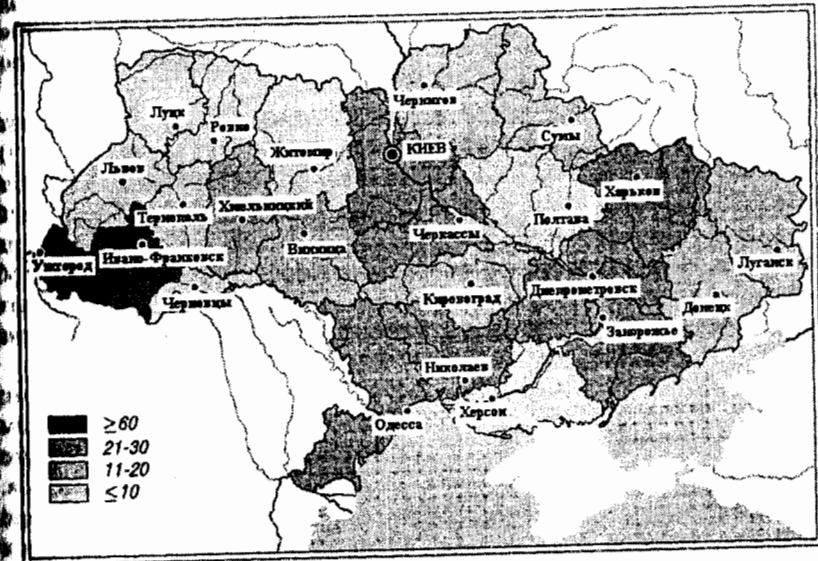 Чернигов
Луцк
Ровно
Сумы
КИЕВ
Житомир
Львов
Харьков
Хмельницкий
Тернополь
Полтава
Черкассы
Винница
Ужгород
Ивано-Франковск
Луганск
Кировоград
Днепропетровск
Черновцы
Донецк
Запорожье
Николаев
Херсон
Одесса
≥60
21-30
11-20
≤10